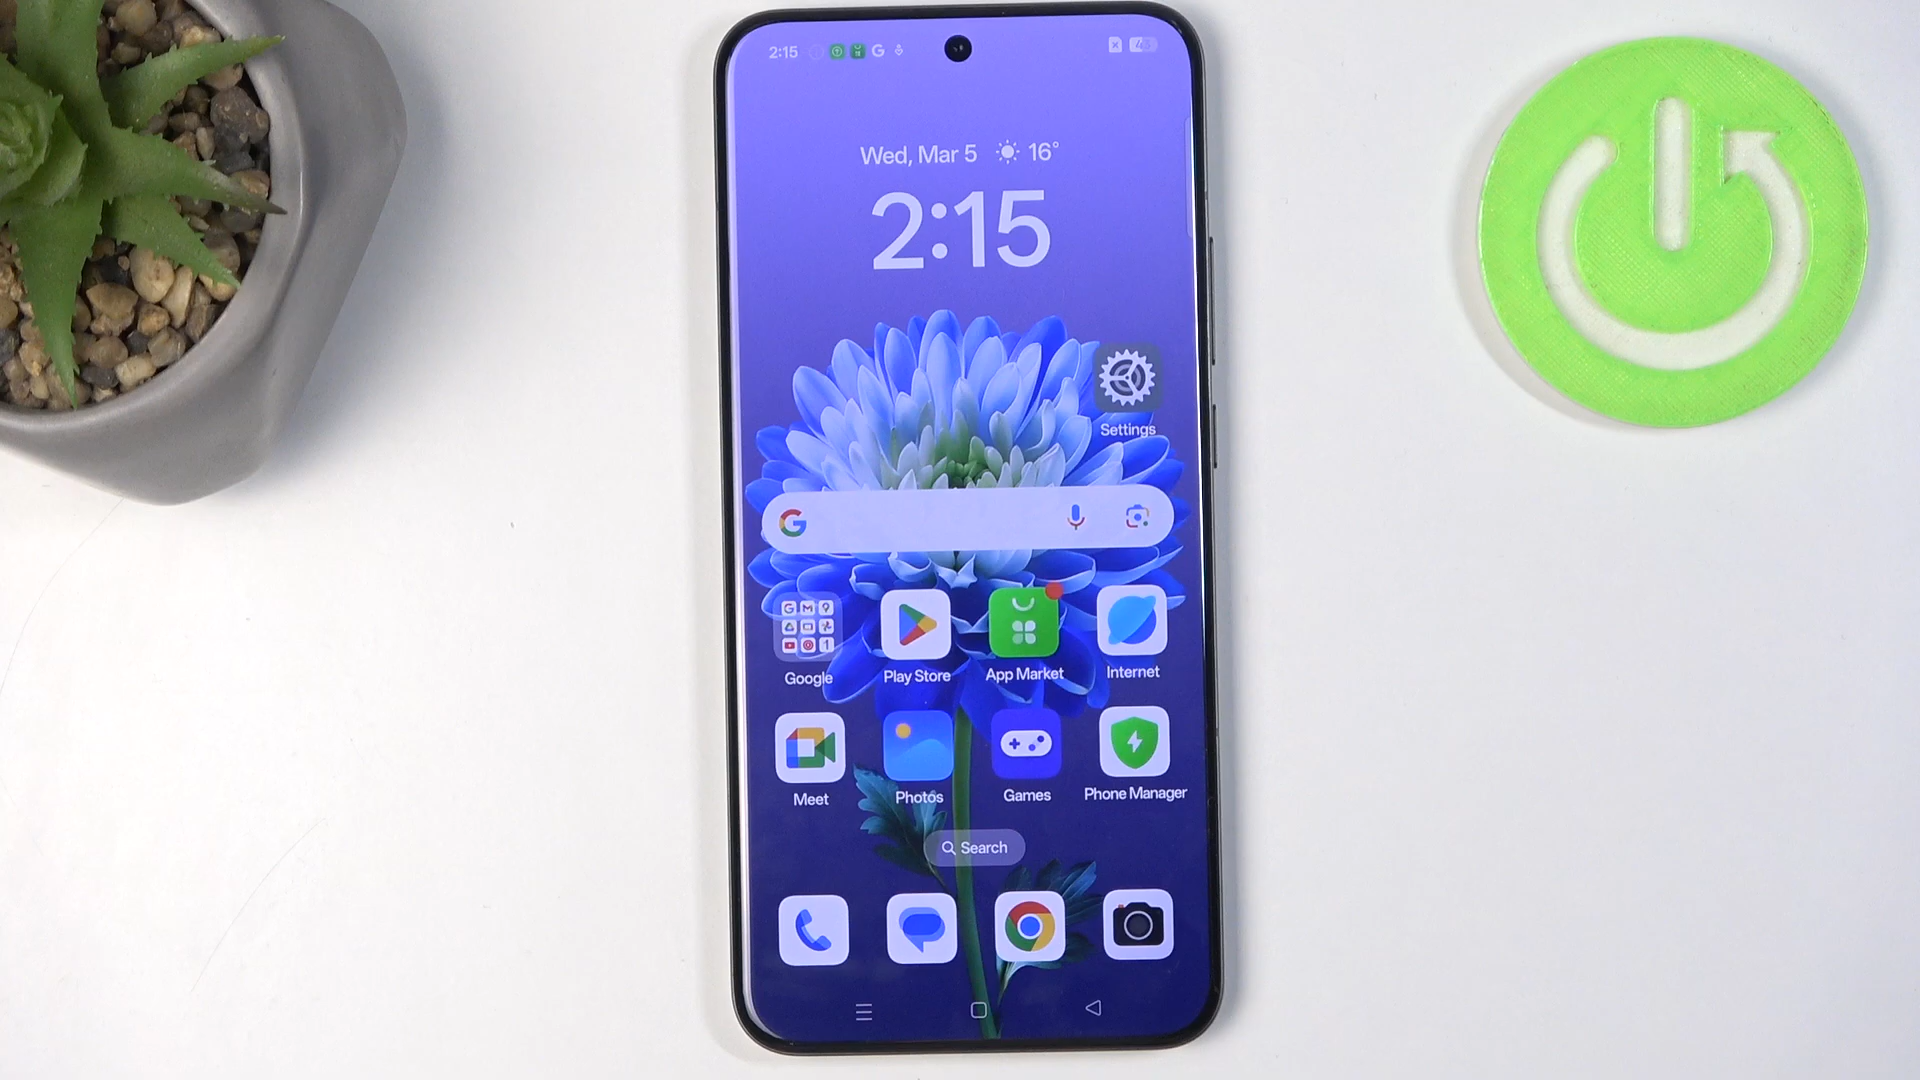 2:15
Wed, Mar 5 16°
2:15
Settings
Google
Play Store
App Market
Internet
Meet
Photos
Games
Phone Manager
Search